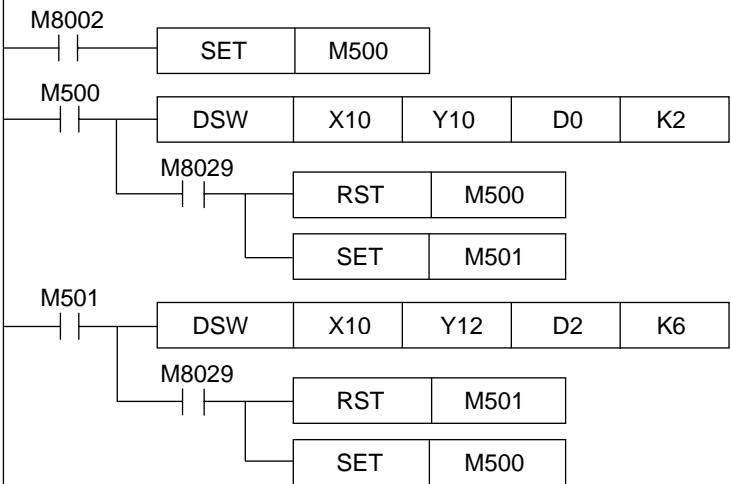 M8002
SET M500
M500
DSW X10 Y10 D0 K2
M8029
RST M500
SET M501
M501
DSW X10 Y12 D2 K6
M8029
RST M501
SET M500